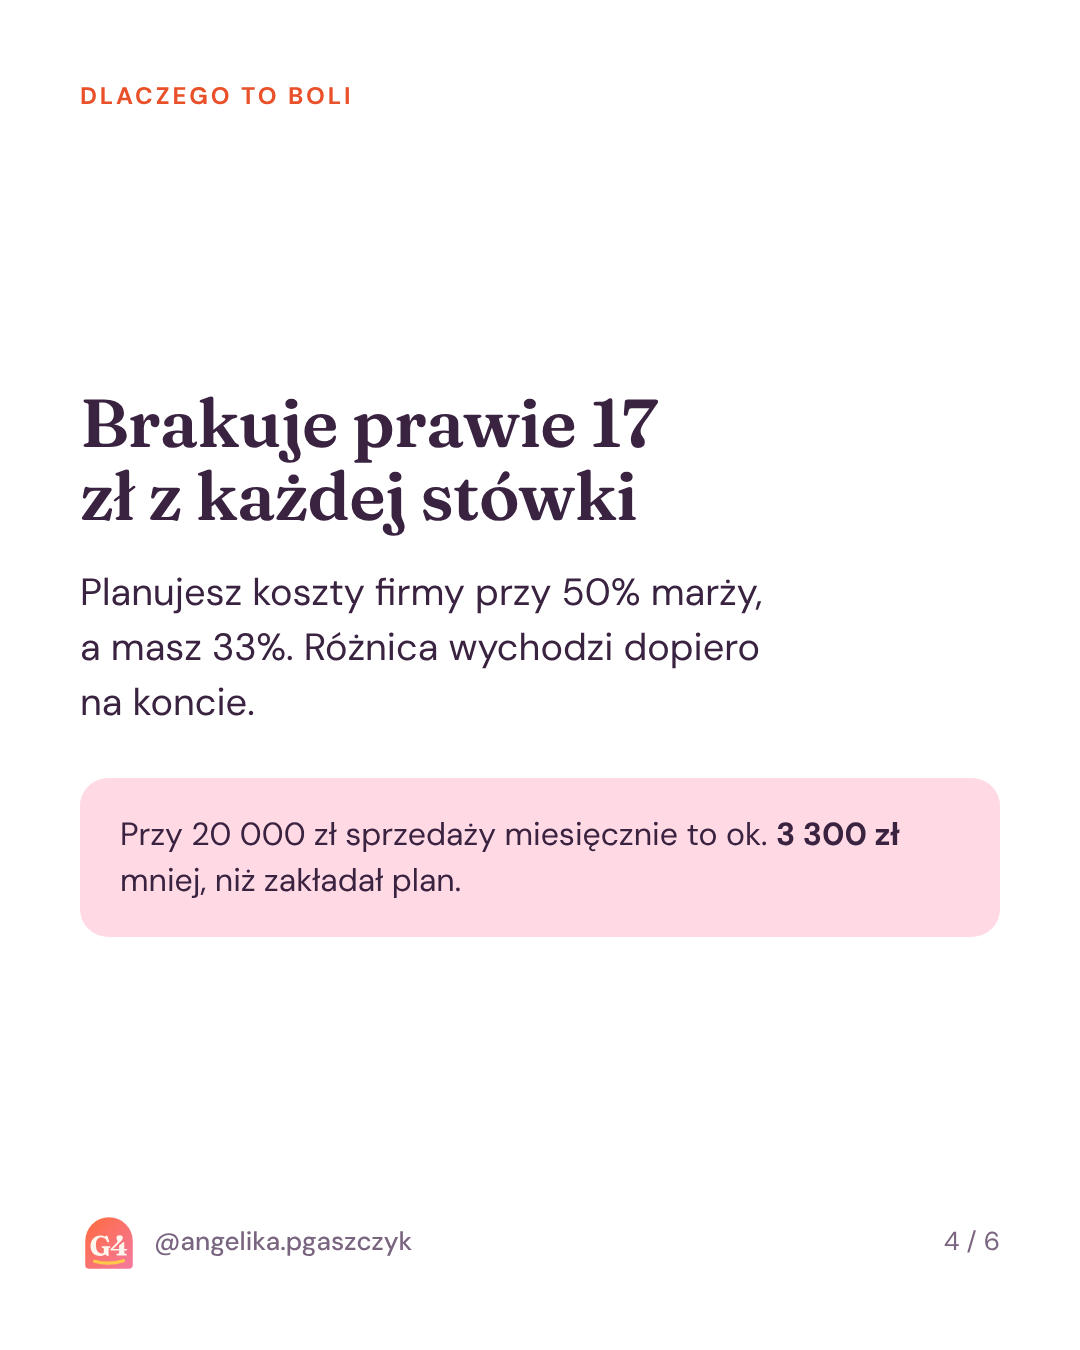 DLACZEGO TO BOLI
Brakuje prawie 17
zł z każdej stówki
Planujesz koszty firmy przy 50% marży,
a masz 33%. Różnica wychodzi dopiero
na koncie.
Przy 20 000 zł sprzedaży miesięcznie to ok. 3 300 zł
mniej, niż zakładał plan.
G4 @angelika.pgaszczyk 4 / 6